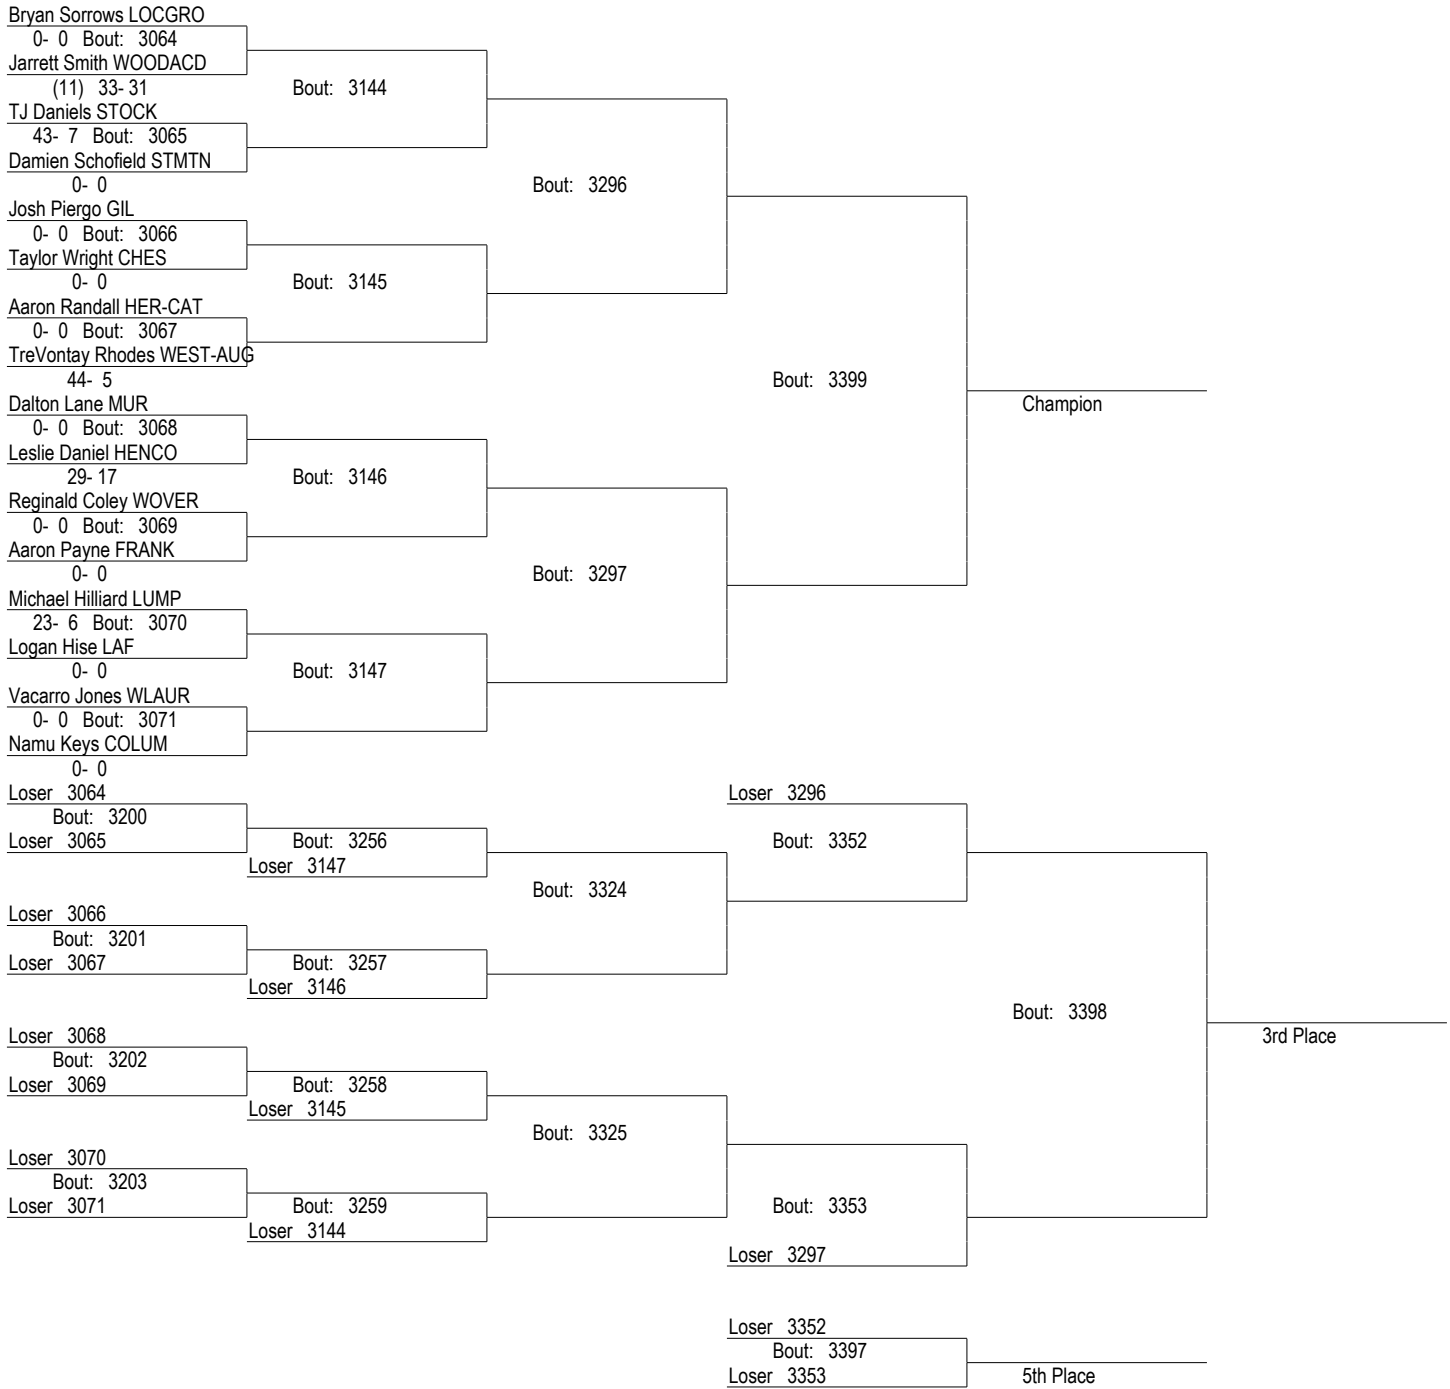 Bryan Sorrows LOCGRO
0- 0 Bout: 3064
Jarrett Smith WOODACD
(11) 33- 31
Bout: 3144
TJ Daniels STOCK
43- 7 Bout: 3065
Damien Schofield STMTN
0- 0
Bout: 3296
Josh Piergo GIL
0- 0 Bout: 3066
Taylor Wright CHES
0- 0
Bout: 3145
Aaron Randall HER-CAT
0- 0 Bout: 3067
TreVontay Rhodes WEST-AUG
44- 5
Bout: 3399
Dalton Lane MUR
Champion
0- 0 Bout: 3068
Leslie Daniel HENCO
29- 17
Bout: 3146
Reginald Coley WOVER
0- 0 Bout: 3069
Aaron Payne FRANK
0- 0
Bout: 3297
Michael Hilliard LUMP
23- 6 Bout: 3070
Logan Hise LAF
0- 0
Bout: 3147
Vacarro Jones WLAUR
0- 0 Bout: 3071
Namu Keys COLUM
0- 0
Loser 3064
Loser 3296
Bout: 3200
Loser 3065
Bout: 3256
Bout: 3352
Loser 3147
Bout: 3324
Loser 3066
Bout: 3201
Loser 3067
Bout: 3257
Loser 3146
Bout: 3398
Loser 3068
3rd Place
Bout: 3202
Loser 3069
Bout: 3258
Loser 3145
Bout: 3325
Loser 3070
Bout: 3203
Loser 3071
Bout: 3259
Bout: 3353
Loser 3144
Loser 3297
Loser 3352
Bout: 3397
Loser 3353
5th Place